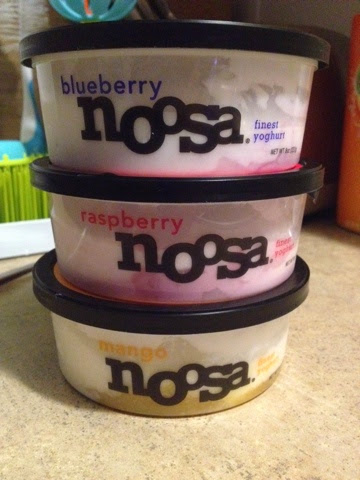 blueberry
noosa.
finest
yoghurt
NET WT 8oz
raspberry
noosa.
finest
yoghurt
mango
noosa.